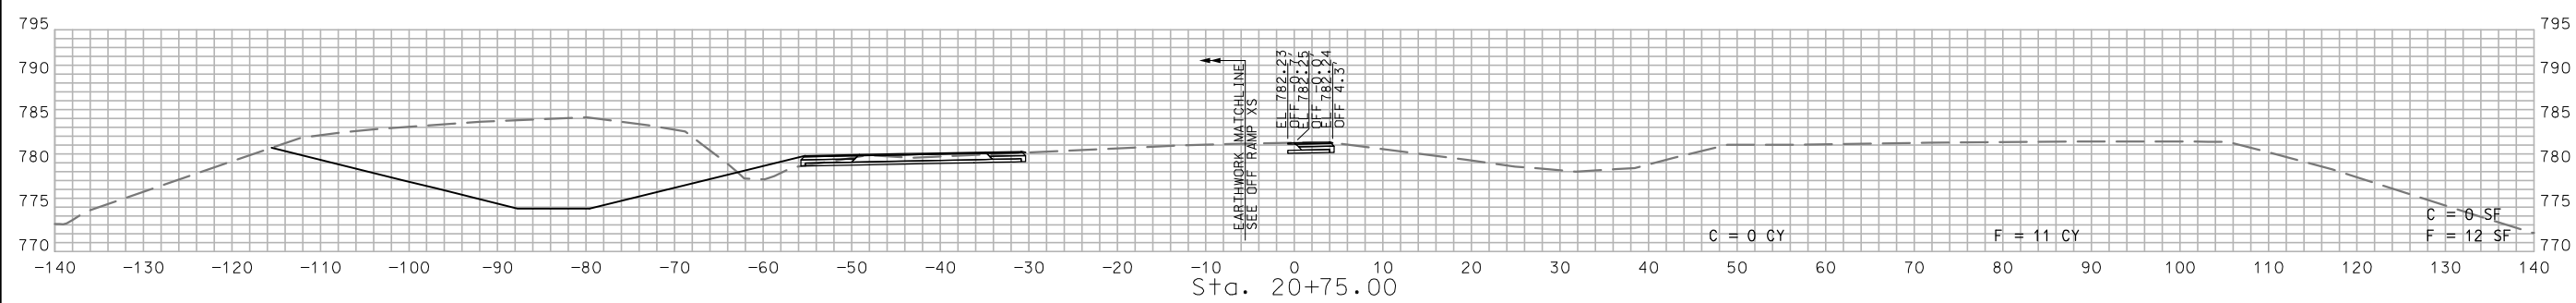 795 795
790 790
785 785
780 780
775 775
770 770
EARTHWORK MATCHLINE
SEE OFF RAMP XS
EL 782.23
OFF -0.7'
EL 782.25
OFF -0.0'
EL 782.24
OFF 4.3'
C = 0 SF
F = 12 SF
C = 0 CY
F = 11 CY
-140 -130 -120 -110 -100 -90 -80 -70 -60 -50 -40 -30 -20 -10 0 10 20 30 40 50 60 70 80 90 100 110 120 130 140
Sta. 20+75.00